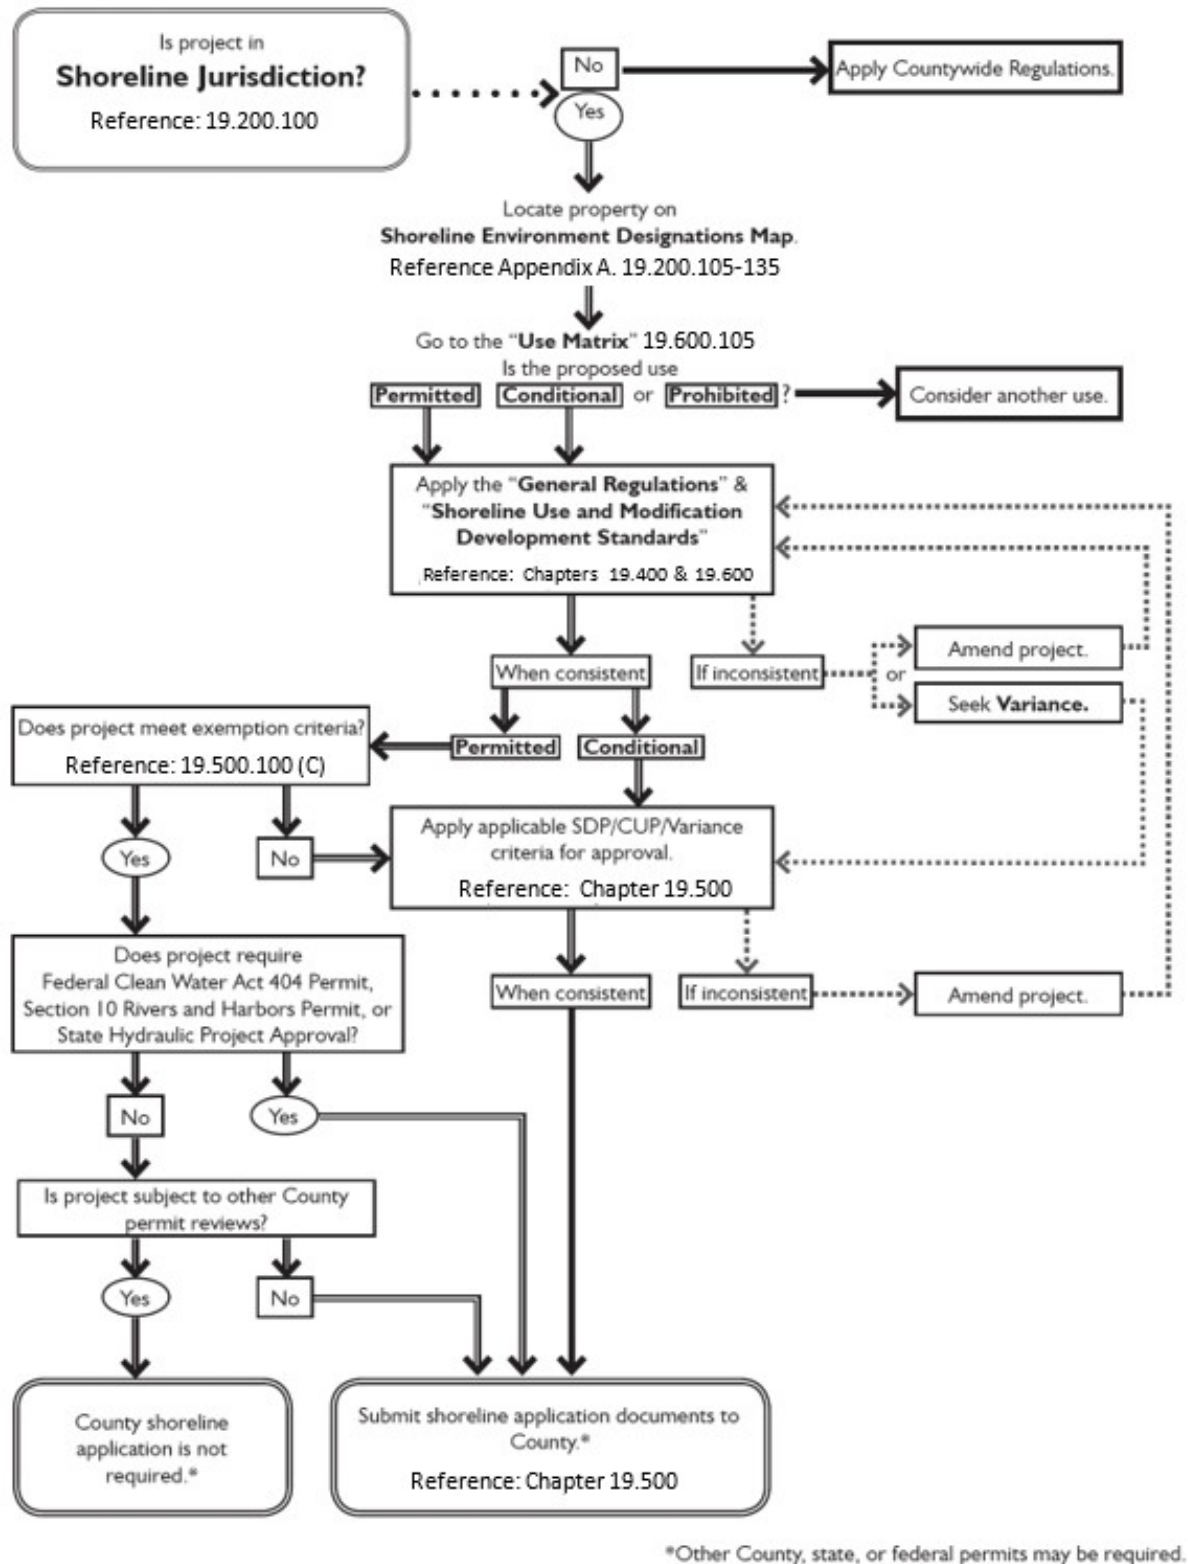 Is project in
Shoreline Jurisdiction?
Reference: 19.200.100
No
Yes
Apply Countywide Regulations.
Locate property on
Shoreline Environment Designations Map.
Reference Appendix A. 19.200.105-135
Go to the “Use Matrix” 19.600.105
Is the proposed use
Permitted Conditional or Prohibited ?
Consider another use.
Apply the “General Regulations” &
“Shoreline Use and Modification
Development Standards”
Reference: Chapters 19.400 & 19.600
When consistent
If inconsistent
or
Amend project.
Seek Variance.
Permitted
Conditional
Does project meet exemption criteria?
Reference: 19.500.100 (C)
Yes
No
Apply applicable SDP/CUP/Variance
criteria for approval.
Reference: Chapter 19.500
When consistent
If inconsistent
Amend project.
Does project require
Federal Clean Water Act 404 Permit,
Section 10 Rivers and Harbors Permit, or
State Hydraulic Project Approval?
No
Yes
Is project subject to other County
permit reviews?
Yes
No
County shoreline
application is not
required.*
Submit shoreline application documents to
County.*
Reference: Chapter 19.500
*Other County, state, or federal permits may be required.